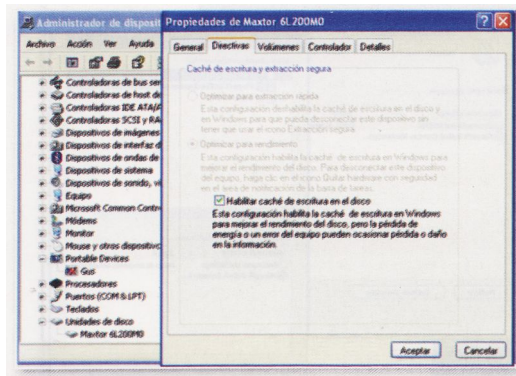 Administrador de disposit
Archivo Acción Ver Ayuda
Controladoras de bus ser
Controladoras de host de
Controladoras IDE ATA/
Controladoras SCSI y RA
Dispositivos de imágenes
Dispositivos de interfaz d
Dispositivos de ondas de
Dispositivos de sistema
Dispositivos de sonido, vi
Equipo
Microsoft Common Contr
Módems
Monitor
Mouse y otros dispositivo
Portable Devices
Gus
Procesadores
Puertos (COM & LPT)
Teclados
Unidades de disco
Maxtor 6L200M0
Propiedades de Maxtor 6L200M0
General Directivas Volúmenes Controlador Detalles
Caché de escritura y extracción segura
Optimizar para extracción rápida
Esta configuración deshabilita la caché de escritura en el disco y
en Windows para que pueda desconectar este dispositivo sin
tener que usar el icono Extracción segura.
Optimizar para rendimiento
Esta configuración habilita la caché de escritura en Windows para
mejorar el rendimiento del disco. Para desconectar este dispositivo
del equipo, haga clic en el icono Quitar hardware con seguridad
en el área de notificación de la barra de tareas.
Habilitar caché de escritura en el disco
Esta configuración habilita la caché de escritura en Windows
para mejorar el rendimiento del disco, pero la pérdida de
energía o un error del equipo pueden ocasionar pérdida o daño
en la información.
Aceptar Cancelar